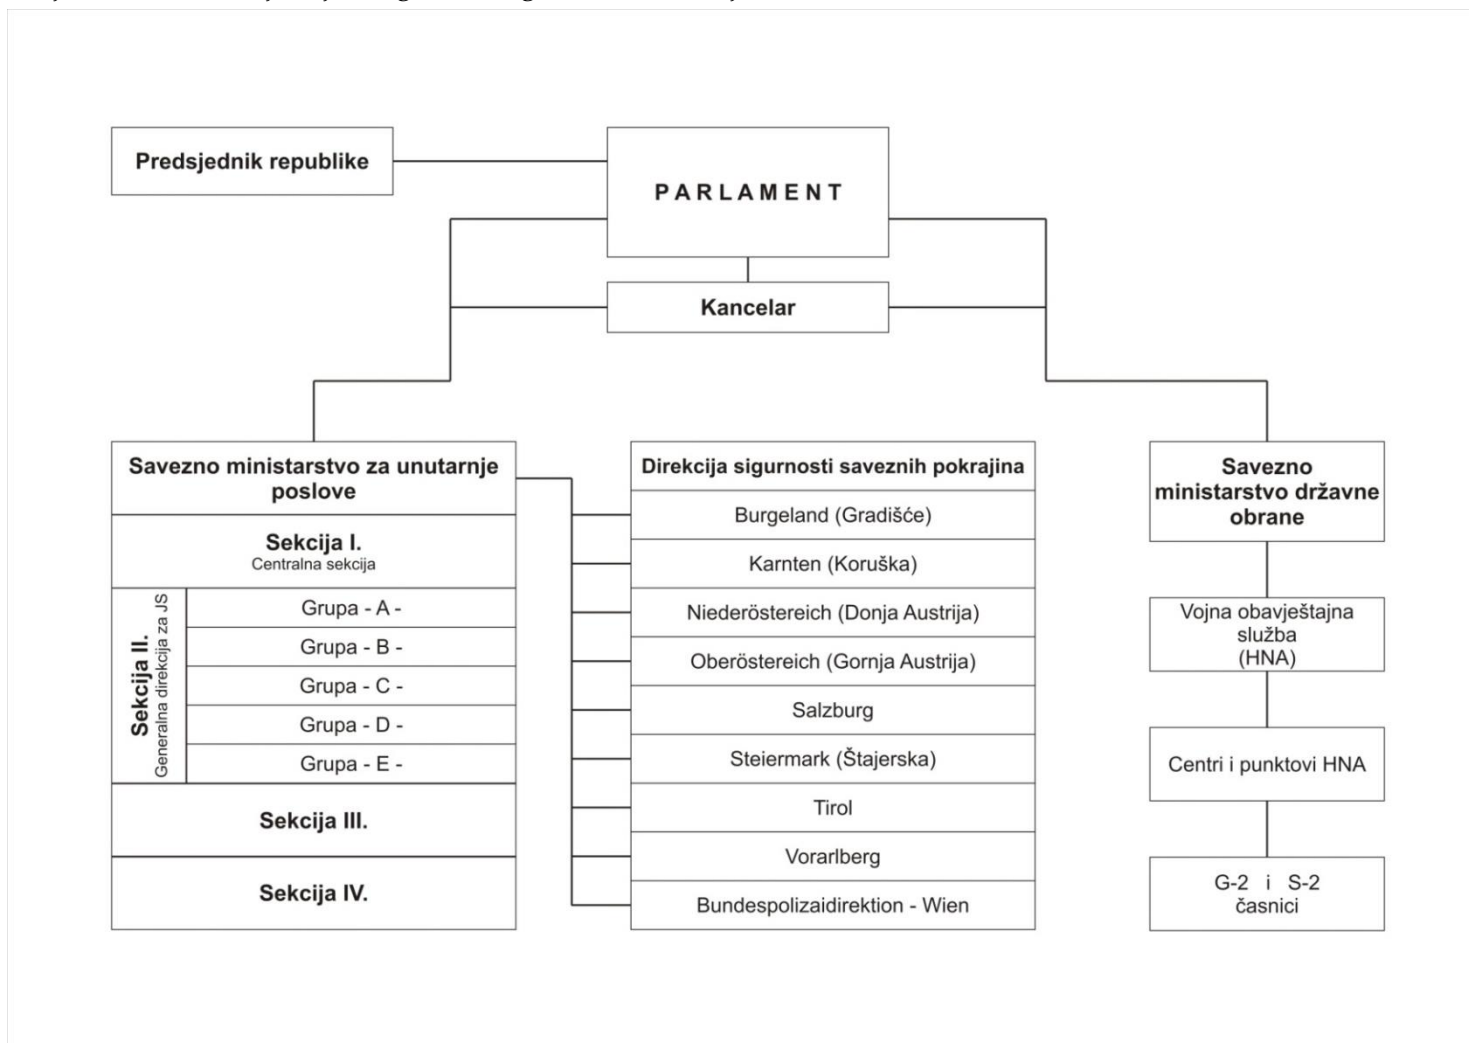 Predsjednik republike
PARLAMENT
Kancelar
Savezno ministarstvo za unutarnje
poslove
Sekcija I.
Centralna sekcija
Sekcija II.
Generalna direkcija za JS
Grupa - A -
Grupa - B -
Grupa - C -
Grupa - D -
Grupa - E -
Sekcija III.
Sekcija IV.
Direkcija sigurnosti saveznih pokrajina
Burgeland (Gradišće)
Karnten (Koruška)
Niederöstereich (Donja Austrija)
Oberöstereich (Gornja Austrija)
Salzburg
Steiermark (Štajerska)
Tirol
Vorarlberg
Bundespolizaidirektion - Wien
Savezno
ministarstvo državne
obrane
Vojna obavještajna
služba
(HNA)
Centri i punktovi HNA
G-2 i S-2
časnici